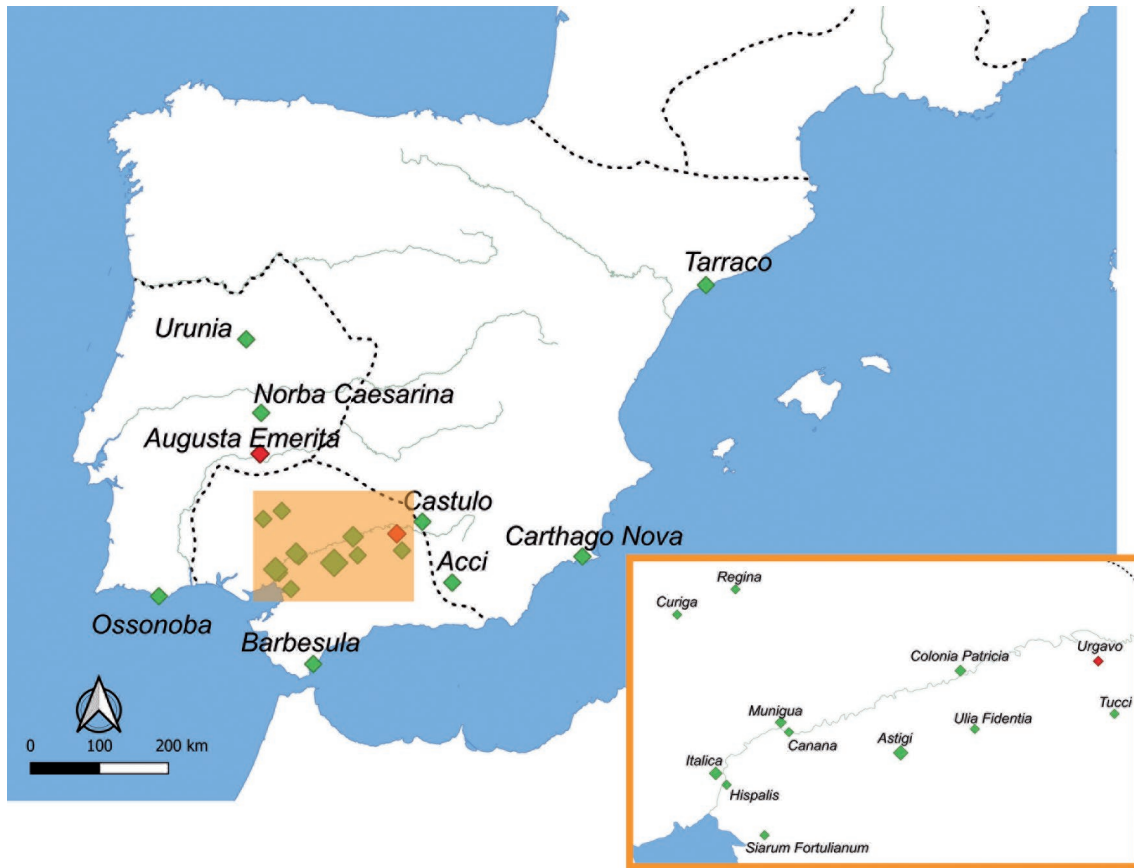 Tarraco
Urunia
Norba Caesarina
Augusta Emerita
Castulo
Carthago Nova
Acci
Ossonoba
Barbesula
0 100 200 km
Regina
Curiga
Colonia Patricia
Urgavo
Tucci
Munigua
Ulia Fidentia
Canana
Astigi
Italica
Hispalis
Siarum Fortulianum